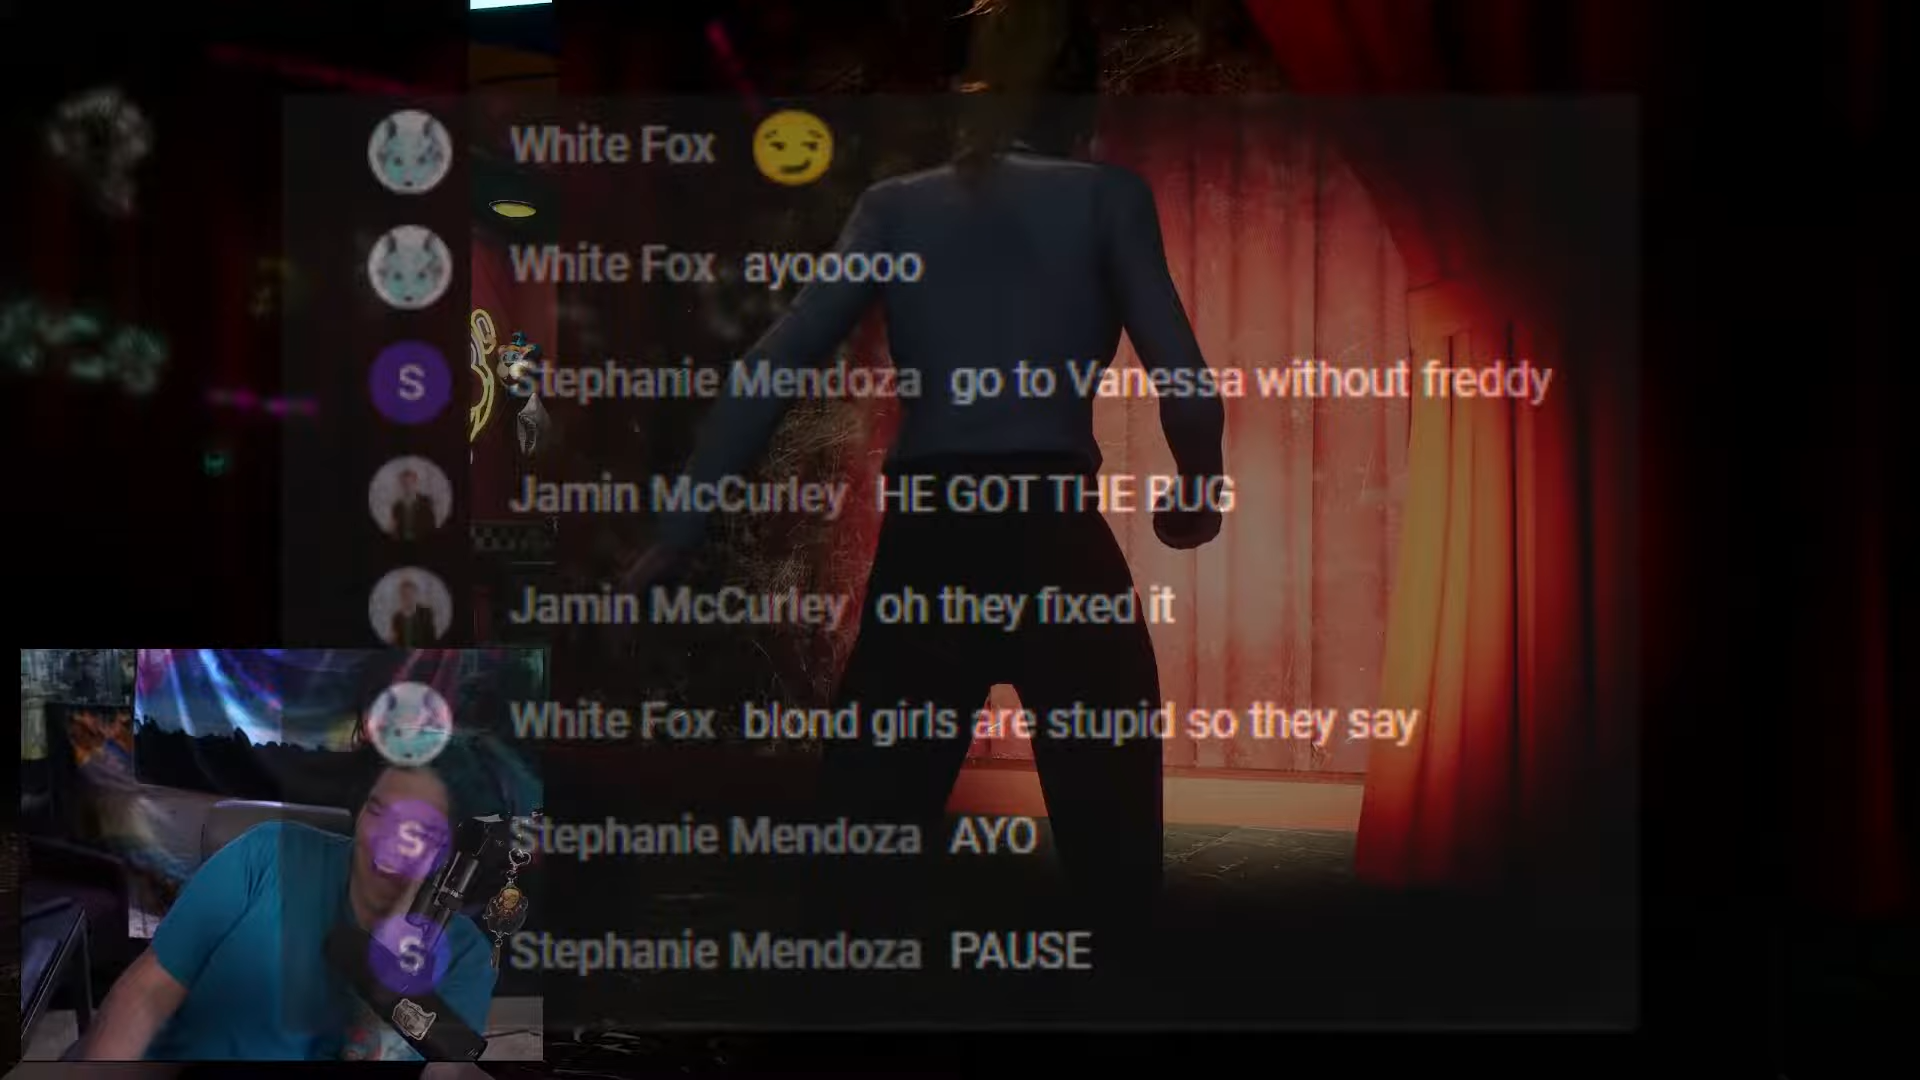 White Fox 😏
White Fox ayooooo
S Stephanie Mendoza go to Vanessa without freddy
Jamin McCurley HE GOT THE BUG
Jamin McCurley oh they fixed it
White Fox blond girls are stupid so they say
S Stephanie Mendoza AYO
S Stephanie Mendoza PAUSE